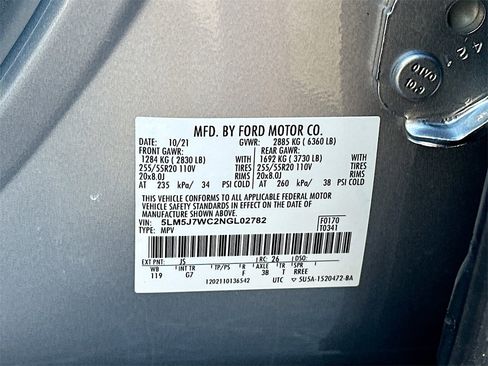 MFD. BY FORD MOTOR CO.
DATE: 10/21 GVWR: 2885 KG ( 6360 LB)
FRONT GAWR: REAR GAWR:
1284 KG ( 2830 LB) WITH 1692 KG ( 3730 LB) WITH
255/55R20 110V TIRES 255/55R20 110V TIRES
20x8.0J RIMS 20x8.0J RIMS
AT 235 kPa/ 34 PSI COLD AT 260 kPa/ 38 PSI COLD
THIS VEHICLE CONFORMS TO ALL APPLICABLE FEDERAL MOTOR
VEHICLE SAFETY STANDARDS IN EFFECT ON THE DATE OF
MANUFACTURE SHOWN ABOVE.
VIN: 5LM5J7WC2NGL02782 F0170
TYPE: MPV T0341
EXT PNT: JS RC: 26 DSO:
WB TP/PS R AXLE TR SPR
119 G7 F 3B T RREE
1202110136542 UTC 5U5A-1520472-BA